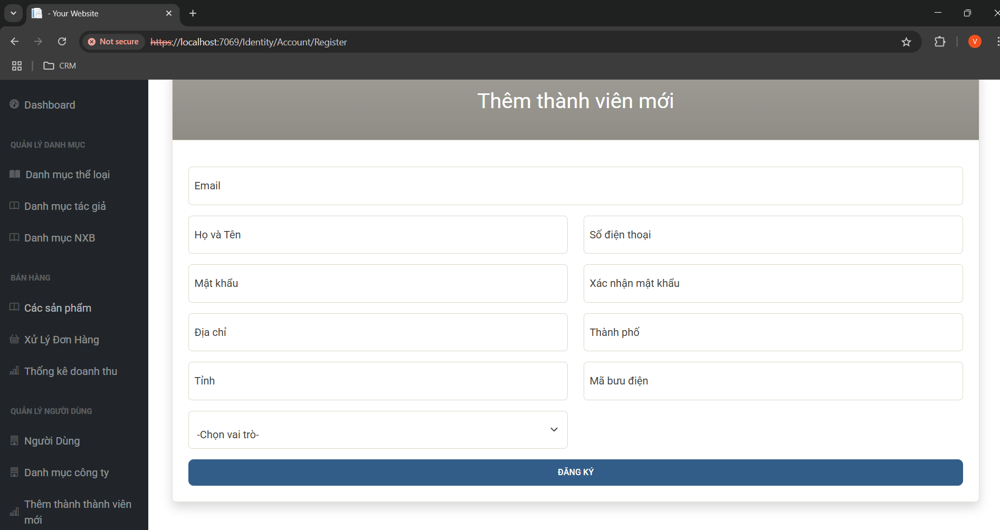 - Your Website
Not secure
https://localhost:7069/Identity/Account/Register
V
CRM
Dashboard
QUẢN LÝ DANH MỤC
Danh mục thể loại
Danh mục tác giả
Danh mục NXB
BÁN HÀNG
Các sản phẩm
Xử Lý Đơn Hàng
Thống kê doanh thu
QUẢN LÝ NGƯỜI DÙNG
Người Dùng
Danh mục công ty
Thêm thành thành viên
mới
Thêm thành viên mới
Email
Họ và Tên
Số điện thoại
Mật khẩu
Xác nhận mật khẩu
Địa chỉ
Thành phố
Tỉnh
Mã bưu điện
-Chọn vai trò-
ĐĂNG KÝ